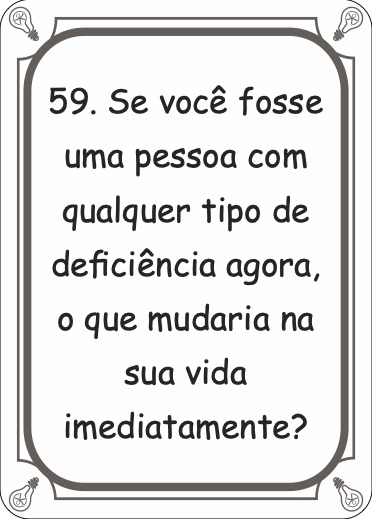 59. Se você fosse
uma pessoa com
qualquer tipo de
deficiência agora,
o que mudaria na
sua vida
imediatamente?